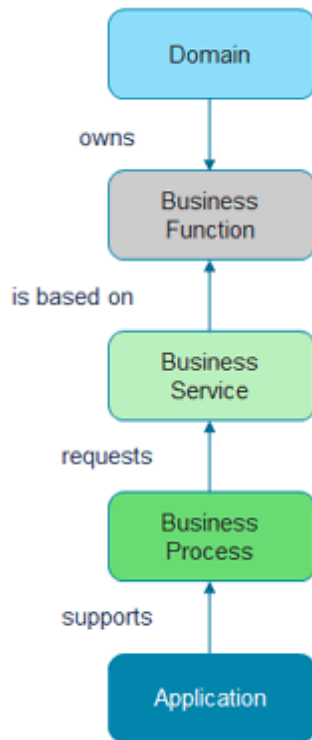 Domain
owns
Business
Function
is based on
Business
Service
requests
Business
Process
supports
Application